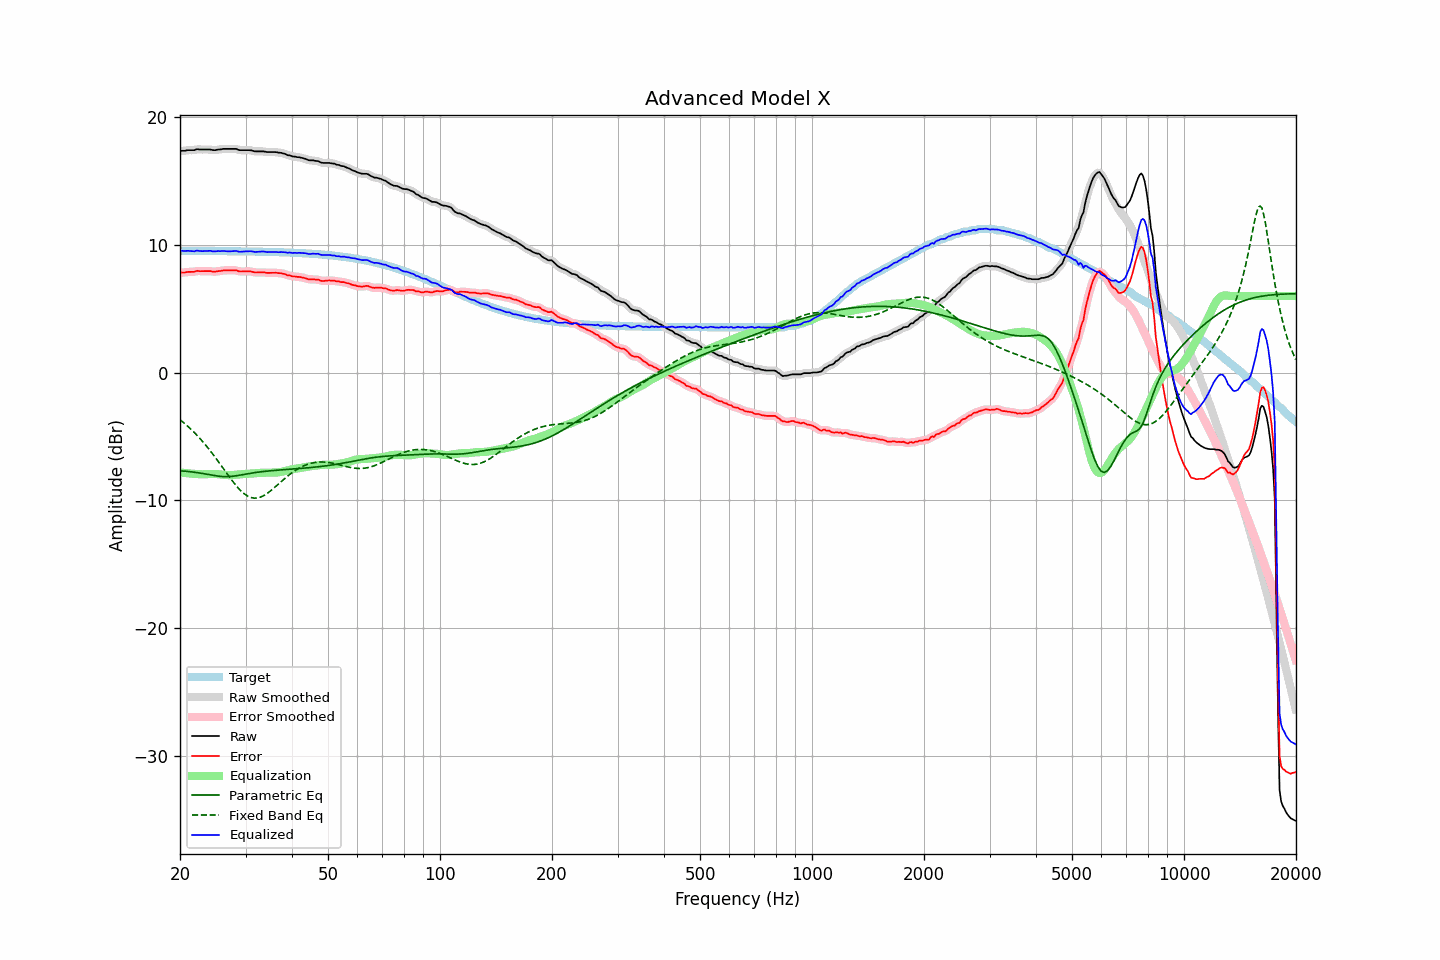 Advanced Model X
20
10
0
−10
−20
−30
Amplitude (dBr)
Target
Raw Smoothed
Error Smoothed
Raw
Error
Equalization
Parametric Eq
Fixed Band Eq
Equalized
20 50 100 200 500 1000 2000 5000 10000 20000
Frequency (Hz)